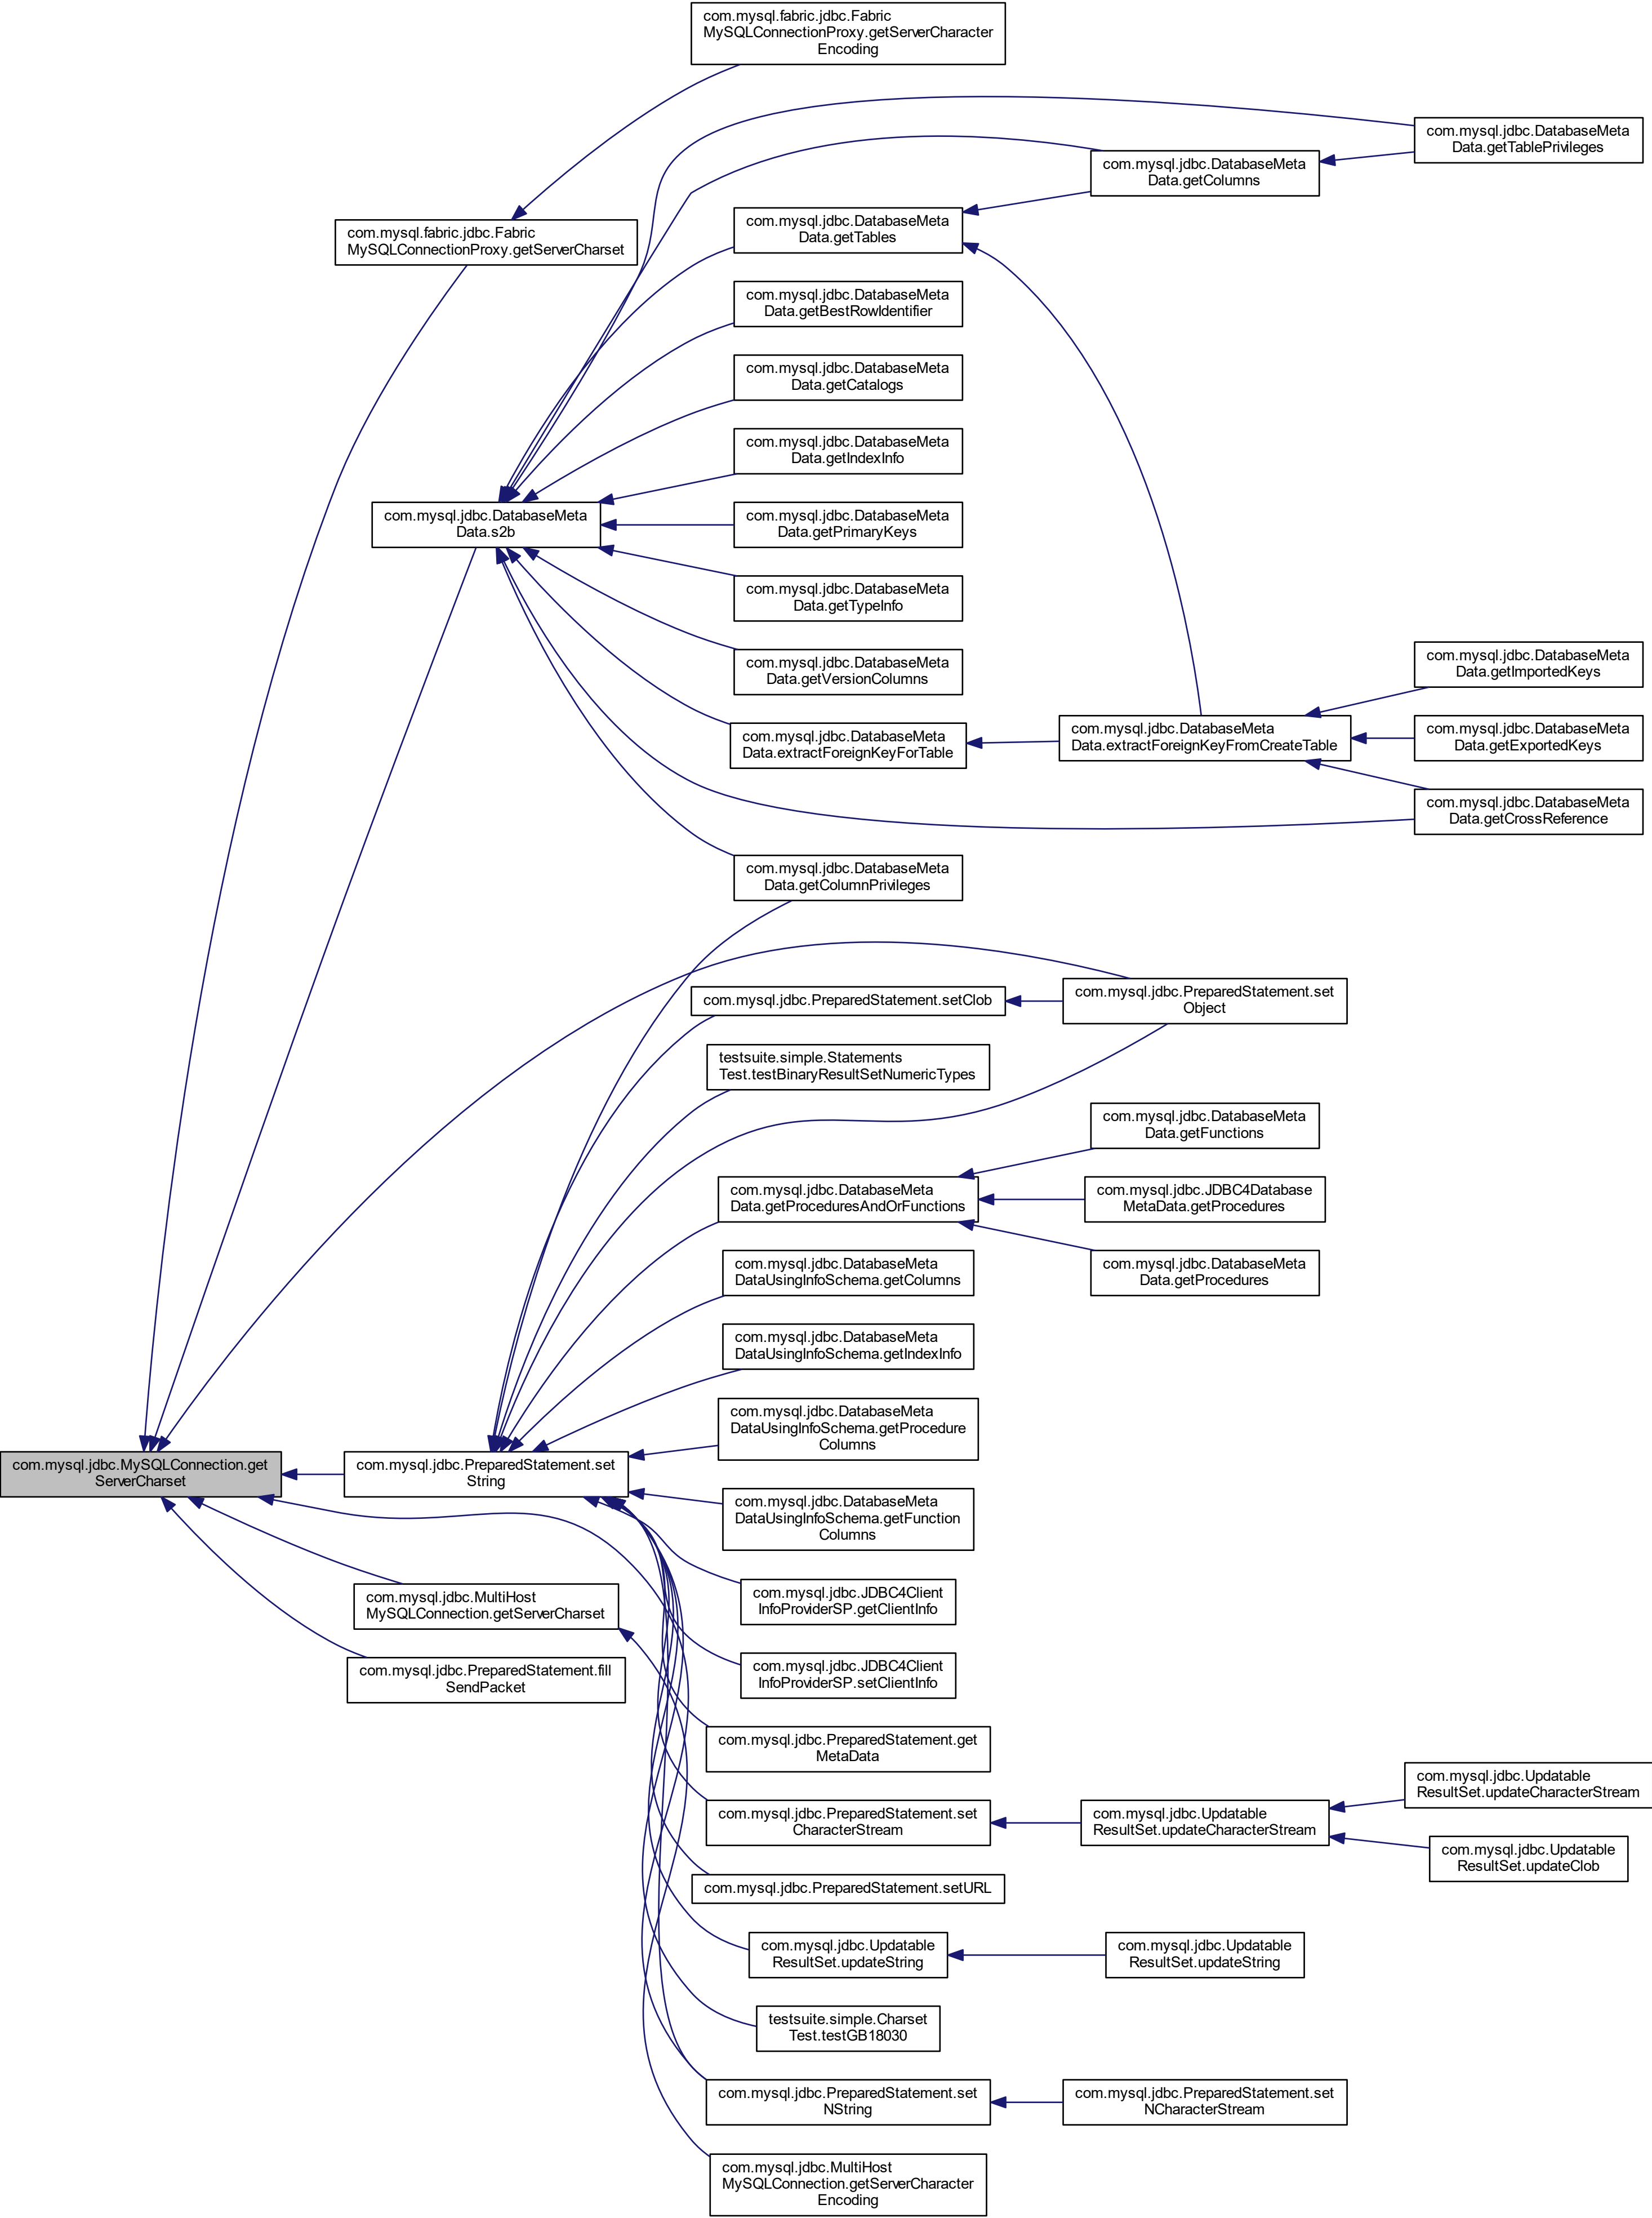 com.mysql.fabric.jdbc.Fabric
MySQLConnectionProxy.getServerCharacter
Encoding
com.mysql.jdbc.DatabaseMeta
Data.getTablePrivileges
com.mysql.jdbc.DatabaseMeta
Data.getColumns
com.mysql.jdbc.DatabaseMeta
Data.getTables
com.mysql.fabric.jdbc.Fabric
MySQLConnectionProxy.getServerCharset
com.mysql.jdbc.DatabaseMeta
Data.getBestRowIdentifier
com.mysql.jdbc.DatabaseMeta
Data.getCatalogs
com.mysql.jdbc.DatabaseMeta
Data.getIndexInfo
com.mysql.jdbc.DatabaseMeta
Data.s2b
com.mysql.jdbc.DatabaseMeta
Data.getPrimaryKeys
com.mysql.jdbc.DatabaseMeta
Data.getTypeInfo
com.mysql.jdbc.DatabaseMeta
Data.getVersionColumns
com.mysql.jdbc.DatabaseMeta
Data.getImportedKeys
com.mysql.jdbc.DatabaseMeta
Data.extractForeignKeyForTable
com.mysql.jdbc.DatabaseMeta
Data.extractForeignKeyFromCreateTable
com.mysql.jdbc.DatabaseMeta
Data.getExportedKeys
com.mysql.jdbc.DatabaseMeta
Data.getCrossReference
com.mysql.jdbc.DatabaseMeta
Data.getColumnPrivileges
com.mysql.jdbc.PreparedStatement.setClob
com.mysql.jdbc.PreparedStatement.set
Object
testsuite.simple.Statements
Test.testBinaryResultSetNumericTypes
com.mysql.jdbc.DatabaseMeta
Data.getFunctions
com.mysql.jdbc.DatabaseMeta
Data.getProceduresAndOrFunctions
com.mysql.jdbc.JDBC4Database
MetaData.getProcedures
com.mysql.jdbc.DatabaseMeta
Data.getProcedures
com.mysql.jdbc.DatabaseMeta
DataUsingInfoSchema.getColumns
com.mysql.jdbc.DatabaseMeta
DataUsingInfoSchema.getIndexInfo
com.mysql.jdbc.DatabaseMeta
DataUsingInfoSchema.getProcedure
Columns
com.mysql.jdbc.MySQLConnection.get
ServerCharset
com.mysql.jdbc.PreparedStatement.set
String
com.mysql.jdbc.DatabaseMeta
DataUsingInfoSchema.getFunction
Columns
com.mysql.jdbc.MultiHost
MySQLConnection.getServerCharset
com.mysql.jdbc.JDBC4Client
InfoProviderSP.getClientInfo
com.mysql.jdbc.PreparedStatement.fill
SendPacket
com.mysql.jdbc.JDBC4Client
InfoProviderSP.setClientInfo
com.mysql.jdbc.PreparedStatement.get
MetaData
com.mysql.jdbc.PreparedStatement.set
CharacterStream
com.mysql.jdbc.Updatable
ResultSet.updateCharacterStream
com.mysql.jdbc.Updatable
ResultSet.updateCharacterStream
com.mysql.jdbc.Updatable
ResultSet.updateClob
com.mysql.jdbc.PreparedStatement.setURL
com.mysql.jdbc.Updatable
ResultSet.updateString
com.mysql.jdbc.Updatable
ResultSet.updateString
testsuite.simple.Charset
Test.testGB18030
com.mysql.jdbc.PreparedStatement.set
NString
com.mysql.jdbc.PreparedStatement.set
NCharacterStream
com.mysql.jdbc.MultiHost
MySQLConnection.getServerCharacter
Encoding